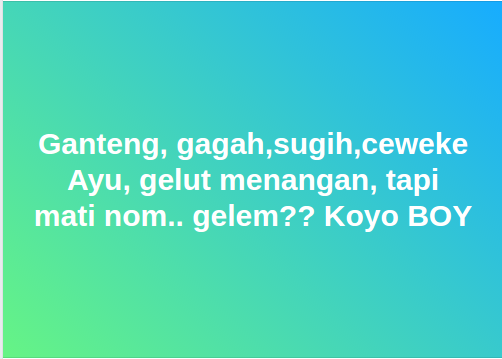 Ganteng, gagah,sugih,ceweke
Ayu, gelut menangan, tapi
mati nom.. gelem?? Koyo BOY